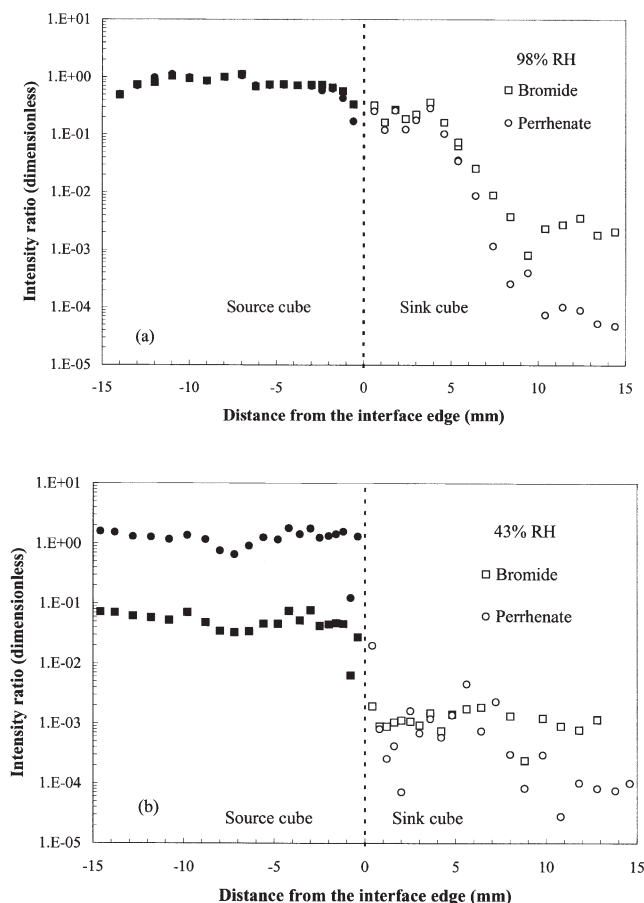 1.E+01
1.E+00
1.E-01
1.E-02
1.E-03
1.E-04
1.E-05
Intensity ratio (dimensionless)
98% RH
Bromide
Perrhenate
Source cube
Sink cube
(a)
-15 -10 -5 0 5 10 15
Distance from the interface edge (mm)
1.E+01
1.E+00
1.E-01
1.E-02
1.E-03
1.E-04
1.E-05
Intensity ratio (dimensionless)
43% RH
Bromide
Perrhenate
(b)
Source cube
Sink cube
-15 -10 -5 0 5 10 15
Distance from the interface edge (mm)